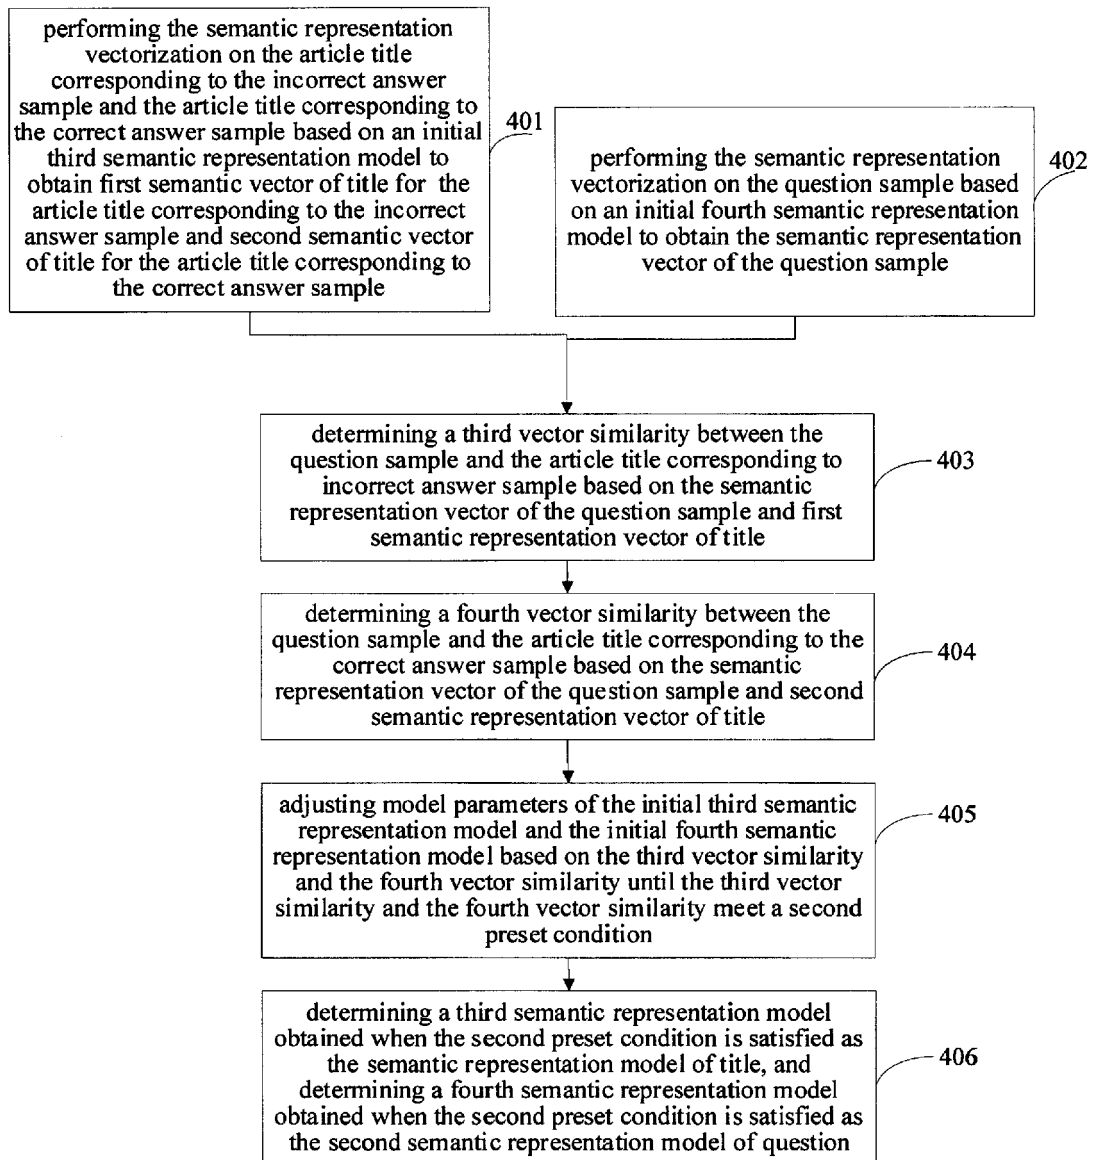 performing the semantic representation
vectorization on the article title
corresponding to the incorrect answer
sample and the article title corresponding to
the correct answer sample based on an initial
third semantic representation model to
obtain first semantic vector of title for the
article title corresponding to the incorrect
answer sample and second semantic vector
of title for the article title corresponding to
the correct answer sample
401
performing the semantic representation
vectorization on the question sample based
on an initial fourth semantic representation
model to obtain the semantic representation
vector of the question sample
402
determining a third vector similarity between the
question sample and the article title corresponding to
incorrect answer sample based on the semantic
representation vector of the question sample and first
semantic representation vector of title
403
determining a fourth vector similarity between the
question sample and the article title corresponding to the
correct answer sample based on the semantic
representation vector of the question sample and second
semantic representation vector of title
404
adjusting model parameters of the initial third semantic
representation model and the initial fourth semantic
representation model based on the third vector similarity
and the fourth vector similarity until the third vector
similarity and the fourth vector similarity meet a second
preset condition
405
determining a third semantic representation model
obtained when the second preset condition is satisfied as
the semantic representation model of title, and
determining a fourth semantic representation model
obtained when the second preset condition is satisfied as
the second semantic representation model of question
406